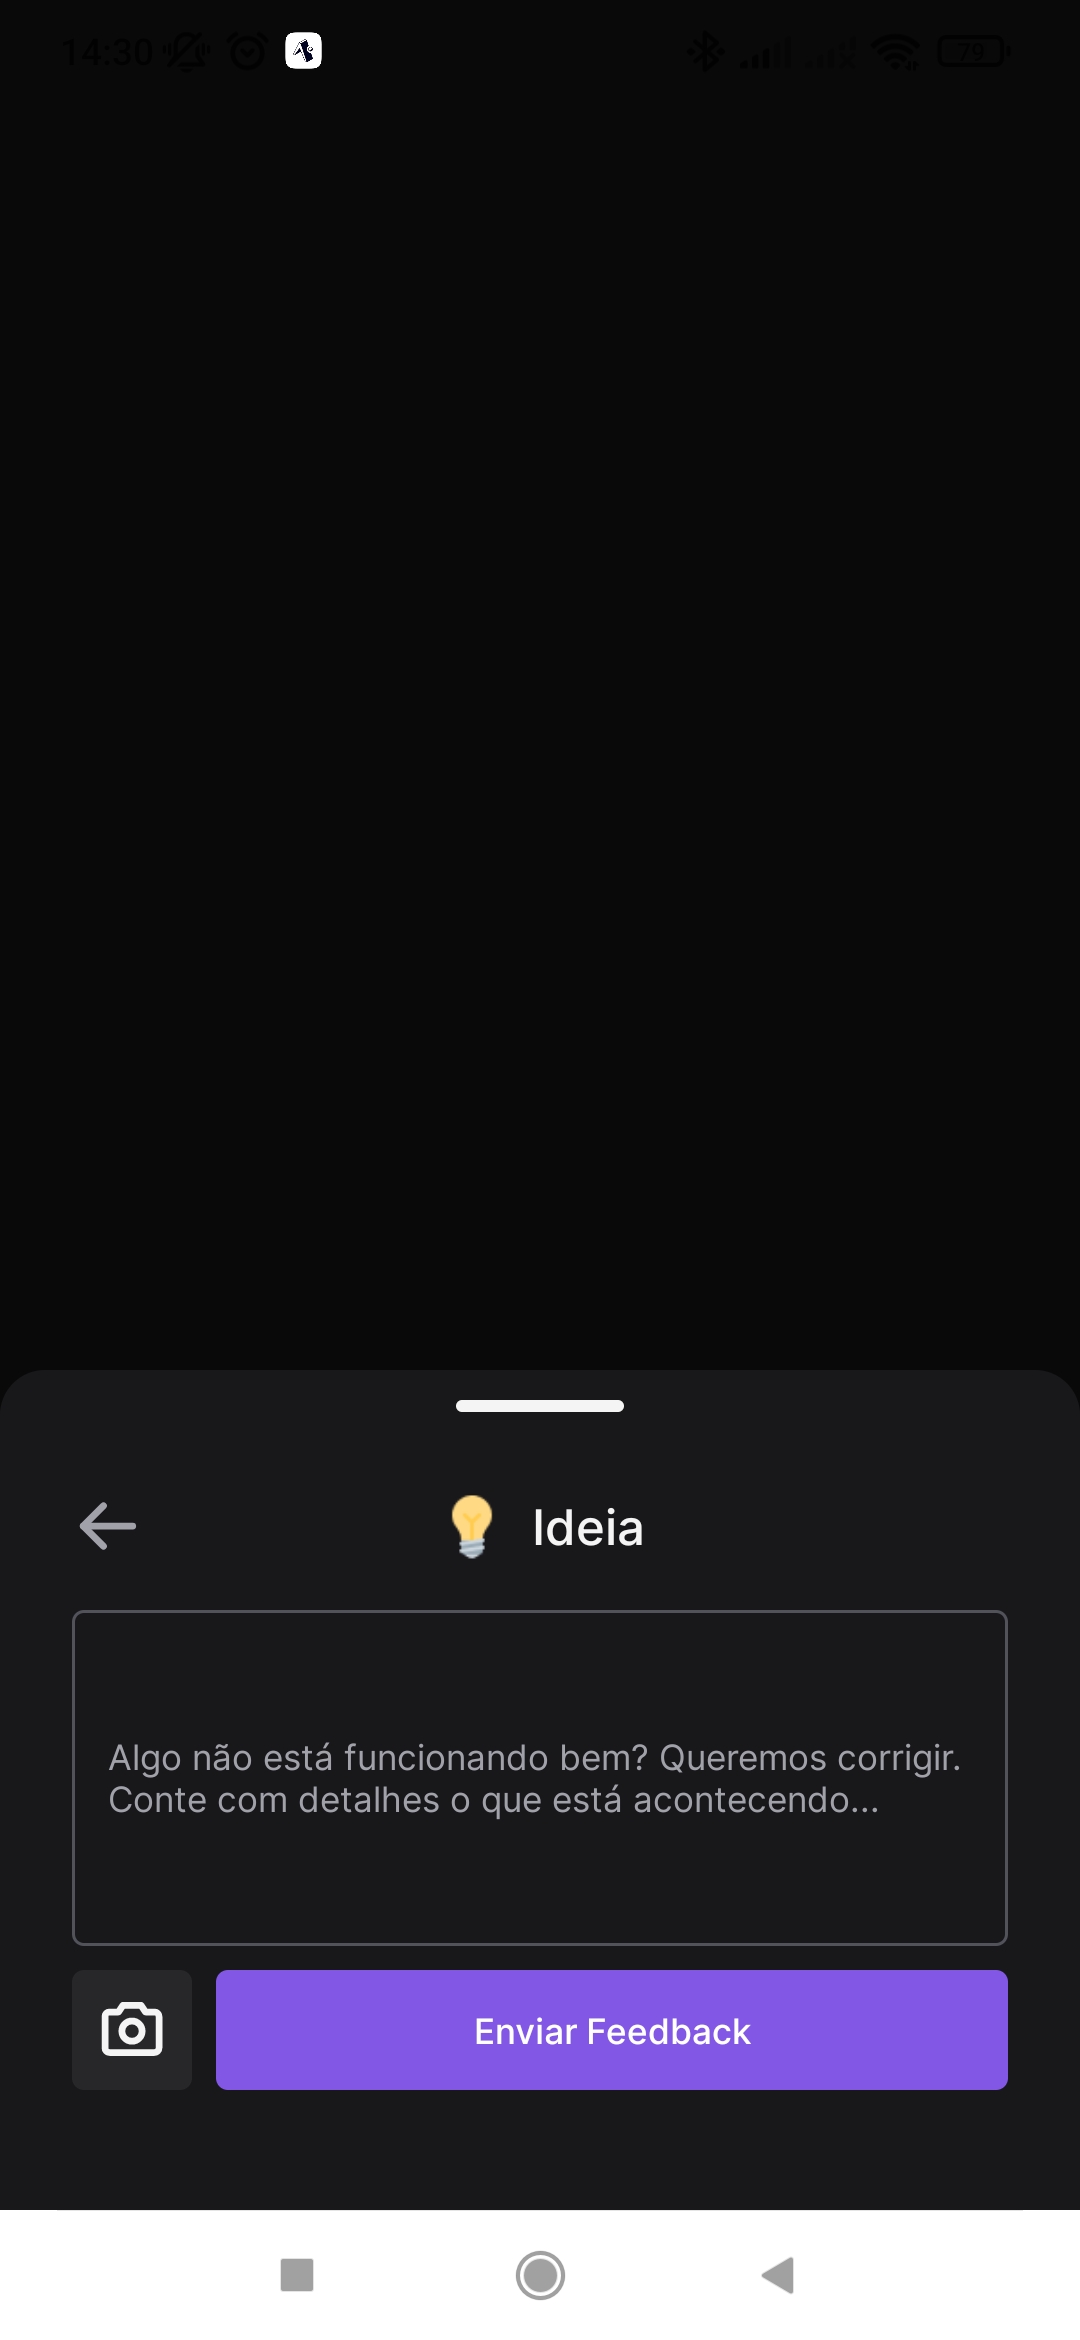 14:30
79
Ideia
Algo não está funcionando bem? Queremos corrigir.
Conte com detalhes o que está acontecendo...
Enviar Feedback